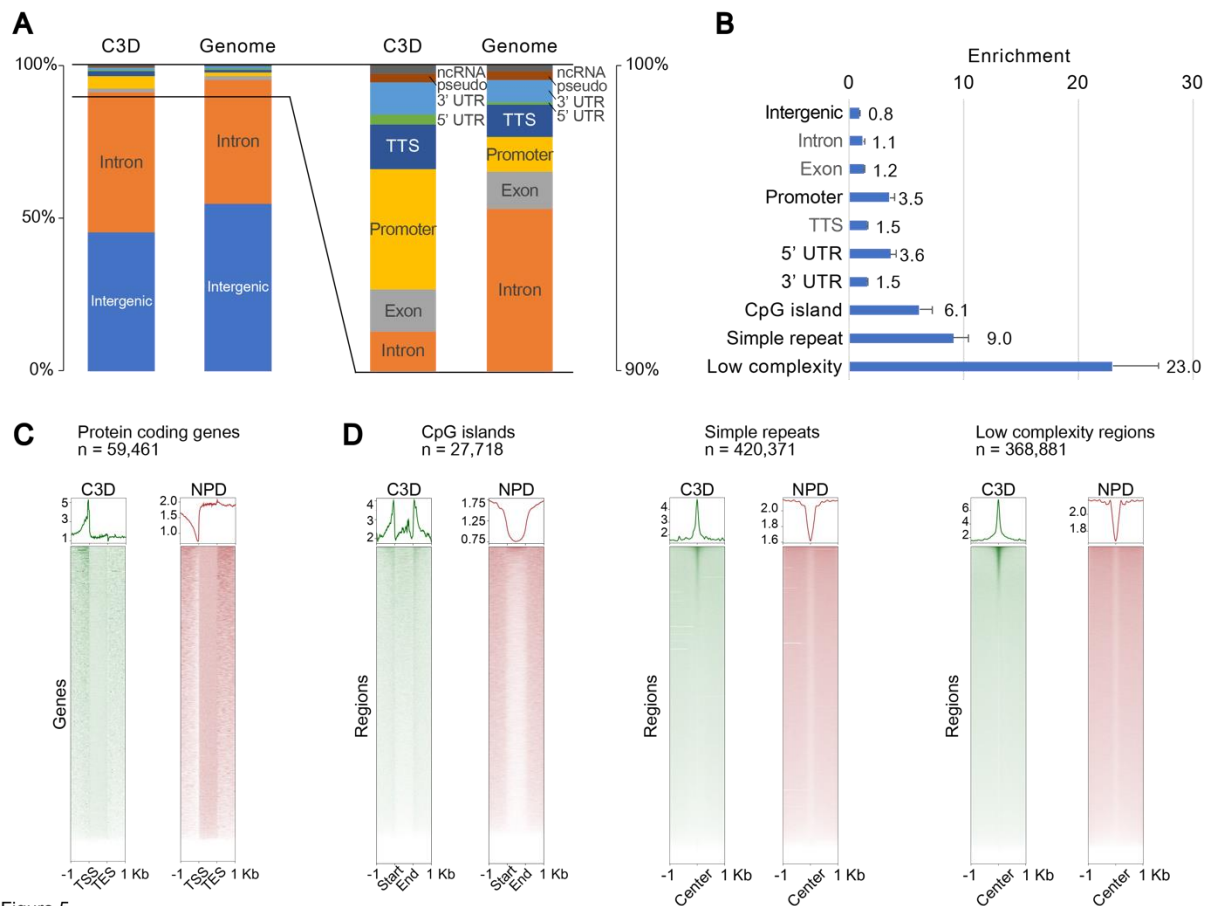 A
C3D
Genome
C3D
Genome
100%
50%
0%
Intron
Intergenic
Intron
Intergenic
ncRNA
pseudo
3' UTR
5' UTR
TTS
Promoter
Exon
Intron
ncRNA
pseudo
3' UTR
5' UTR
TTS
Promoter
Exon
Intron
100%
90%
B
Enrichment
0 10 20 30
Intergenic 0.8
Intron 1.1
Exon 1.2
Promoter 3.5
TTS 1.5
5' UTR 3.6
3' UTR 1.5
CpG island 6.1
Simple repeat 9.0
Low complexity 23.0
C
Protein coding genes
n = 59,461
C3D
5
3
1
NPD
2.0
1.5
1.0
Genes
-1 TSS TES 1 Kb
-1 TSS TES 1 Kb
D
CpG islands
n = 27,718
C3D
4
3
2
NPD
1.75
1.25
0.75
Regions
-1 Start End 1 Kb
-1 Start End 1 Kb
Simple repeats
n = 420,371
C3D
4
3
2
NPD
2.0
1.8
1.6
Regions
-1 Center 1 Kb
-1 Center 1 Kb
Low complexity regions
n = 368,881
C3D
6
4
2
NPD
2.0
1.8
Regions
-1 Center 1 Kb
-1 Center 1 Kb